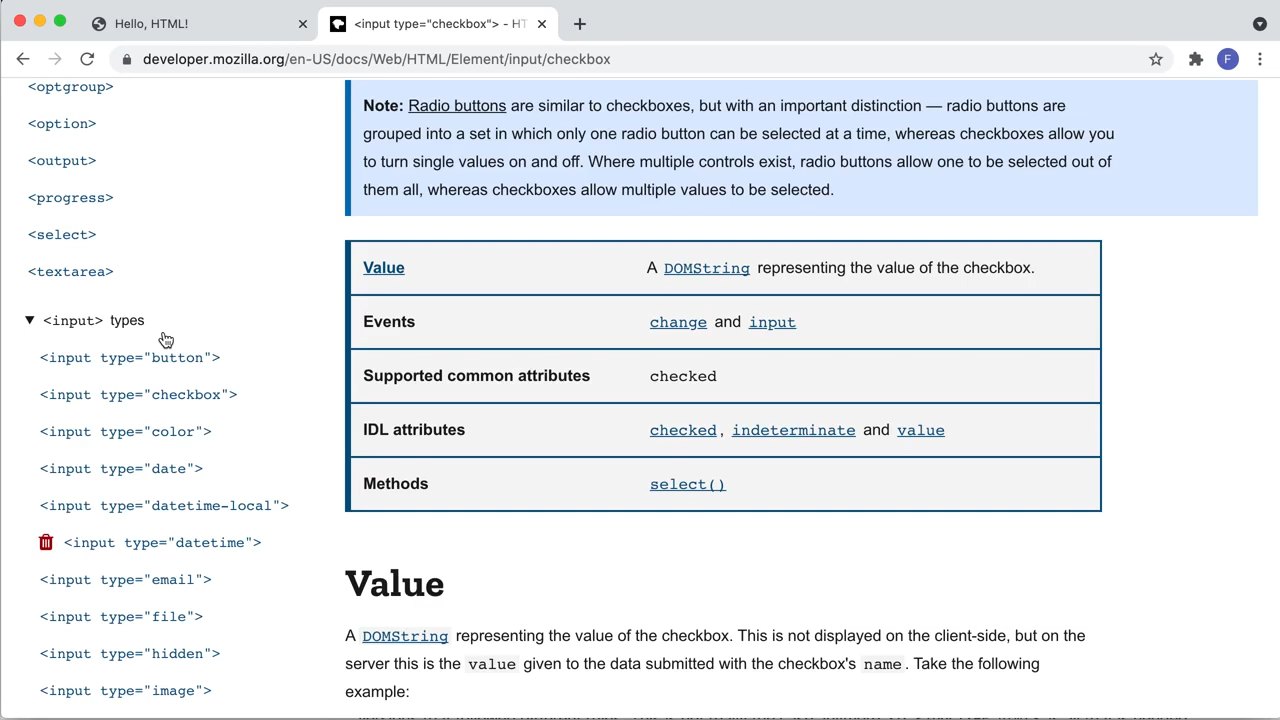 Hello, HTML!
<input type="checkbox"> - HT
developer.mozilla.org/en-US/docs/Web/HTML/Element/input/checkbox
F
<optgroup>
<option>
<output>
<progress>
<select>
<textarea>
<input> types
<input type="button">
<input type="checkbox">
<input type="color">
<input type="date">
<input type="datetime-local">
<input type="datetime">
<input type="email">
<input type="file">
<input type="hidden">
<input type="image">
Note: Radio buttons are similar to checkboxes, but with an important distinction — radio buttons are
grouped into a set in which only one radio button can be selected at a time, whereas checkboxes allow you
to turn single values on and off. Where multiple controls exist, radio buttons allow one to be selected out of
them all, whereas checkboxes allow multiple values to be selected.
Value A DOMString representing the value of the checkbox.
Events change and input
Supported common attributes checked
IDL attributes checked, indeterminate and value
Methods select()
Value
A DOMString representing the value of the checkbox. This is not displayed on the client-side, but on the
server this is the value given to the data submitted with the checkbox's name. Take the following
example: